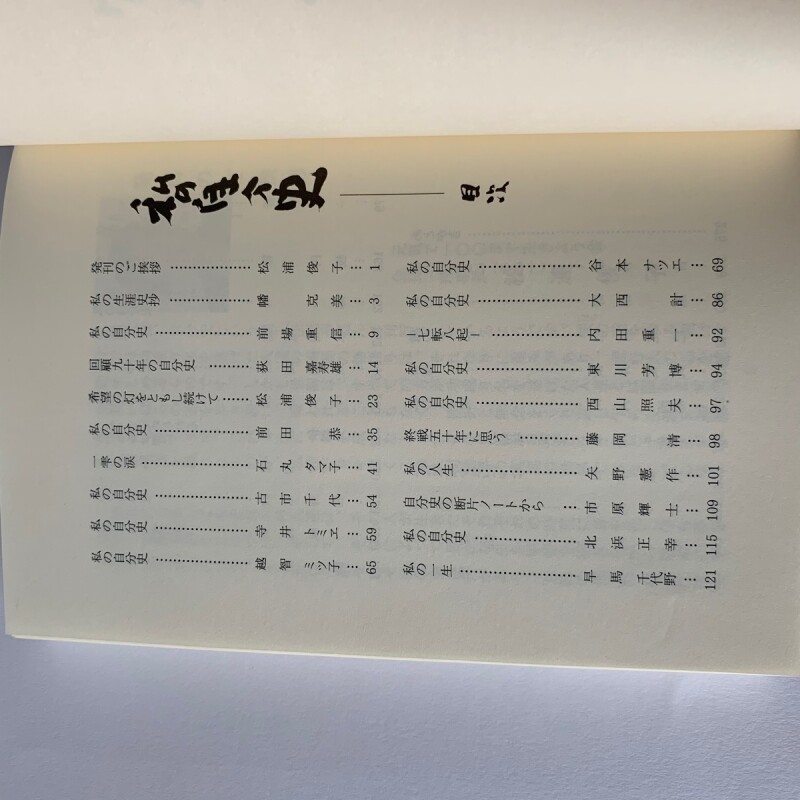 私の自分史 ─── 目次
発刊のご挨拶 …………… 松浦俊子 … 1
私の生涯史抄 …………… 幡 克美 … 3
私の自分史 …………… 前場重信 … 9
回顧九十年の自分史 ……… 荻田嘉寿雄 … 14
希望の灯をともし続けて …… 松浦俊子 … 23
私の自分史 …………… 前田 恭 … 35
一雫の涙 …………… 石丸タマ子 … 41
私の自分史 …………… 古市千代 … 54
私の自分史 …………… 寺井トミヱ … 59
私の自分史 …………… 越智ミツ子 … 65
私の自分史 …………… 谷本ナツエ … 69
私の自分史 …………… 大西 計 … 86
―七転八起― …………… 内田重一 … 92
私の自分史 …………… 東川芳博 … 94
私の自分史 …………… 西山照夫 … 97
終戦五十年に思う ……… 藤岡 清 … 98
私の人生 …………… 矢野憲作 … 101
自分史の断片ノートから … 市原輝士 … 109
私の自分史 …………… 北浜正幸 … 115
私の一生 …………… 早馬千代野 … 121